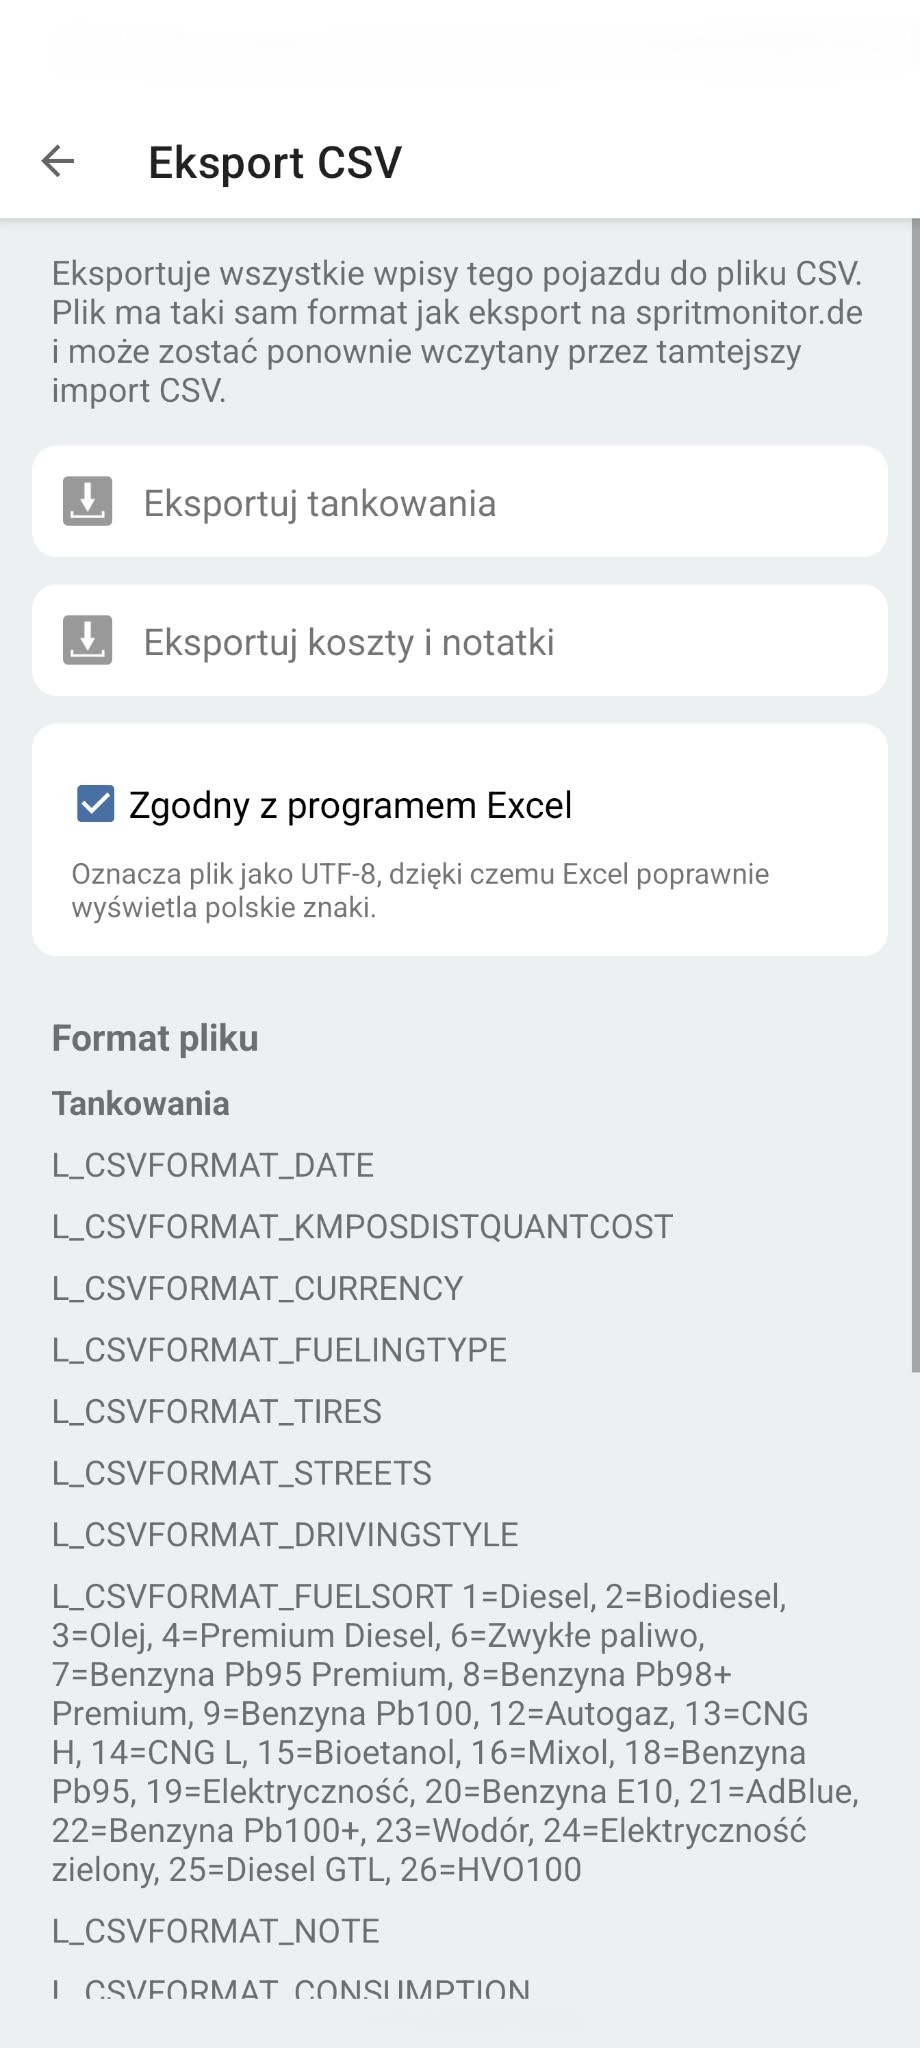 Eksport CSV
Eksportuje wszystkie wpisy tego pojazdu do pliku CSV.
Plik ma taki sam format jak eksport na spritmonitor.de
i może zostać ponownie wczytany przez tamtejszy
import CSV.
Eksportuj tankowania
Eksportuj koszty i notatki
Zgodny z programem Excel
Oznacza plik jako UTF-8, dzięki czemu Excel poprawnie
wyświetla polskie znaki.
Format pliku
Tankowania
L_CSVFORMAT_DATE
L_CSVFORMAT_KMPOSDISTQUANTCOST
L_CSVFORMAT_CURRENCY
L_CSVFORMAT_FUELINGTYPE
L_CSVFORMAT_TIRES
L_CSVFORMAT_STREETS
L_CSVFORMAT_DRIVINGSTYLE
L_CSVFORMAT_FUELSORT 1=Diesel, 2=Biodiesel,
3=Olej, 4=Premium Diesel, 6=Zwykłe paliwo,
7=Benzyna Pb95 Premium, 8=Benzyna Pb98+
Premium, 9=Benzyna Pb100, 12=Autogaz, 13=CNG
H, 14=CNG L, 15=Bioetanol, 16=Mixol, 18=Benzyna
Pb95, 19=Elektryczność, 20=Benzyna E10, 21=AdBlue,
22=Benzyna Pb100+, 23=Wodór, 24=Elektryczność
zielony, 25=Diesel GTL, 26=HVO100
L_CSVFORMAT_NOTE
L_CSVFORMAT_CONSUMPTION